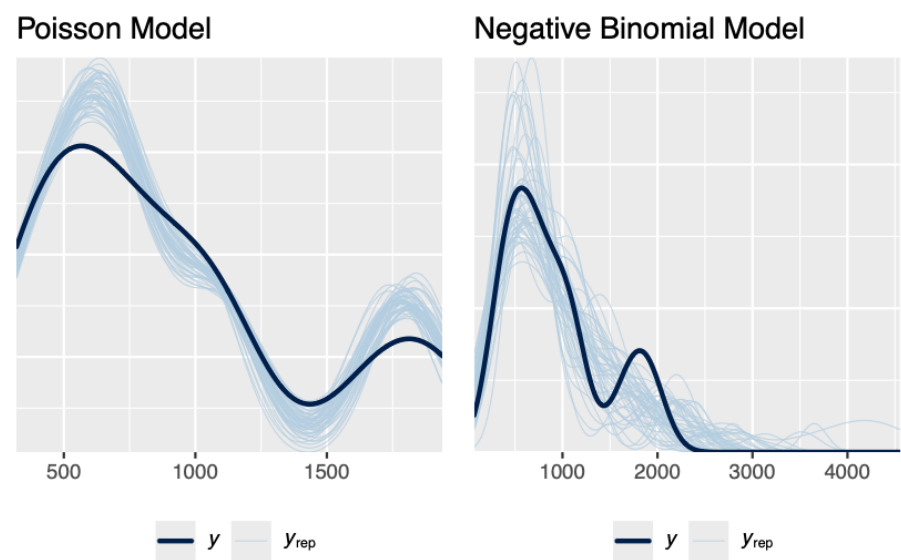 Poisson Model
Negative Binomial Model
500 1000 1500
1000 2000 3000 4000
y yrep
y yrep